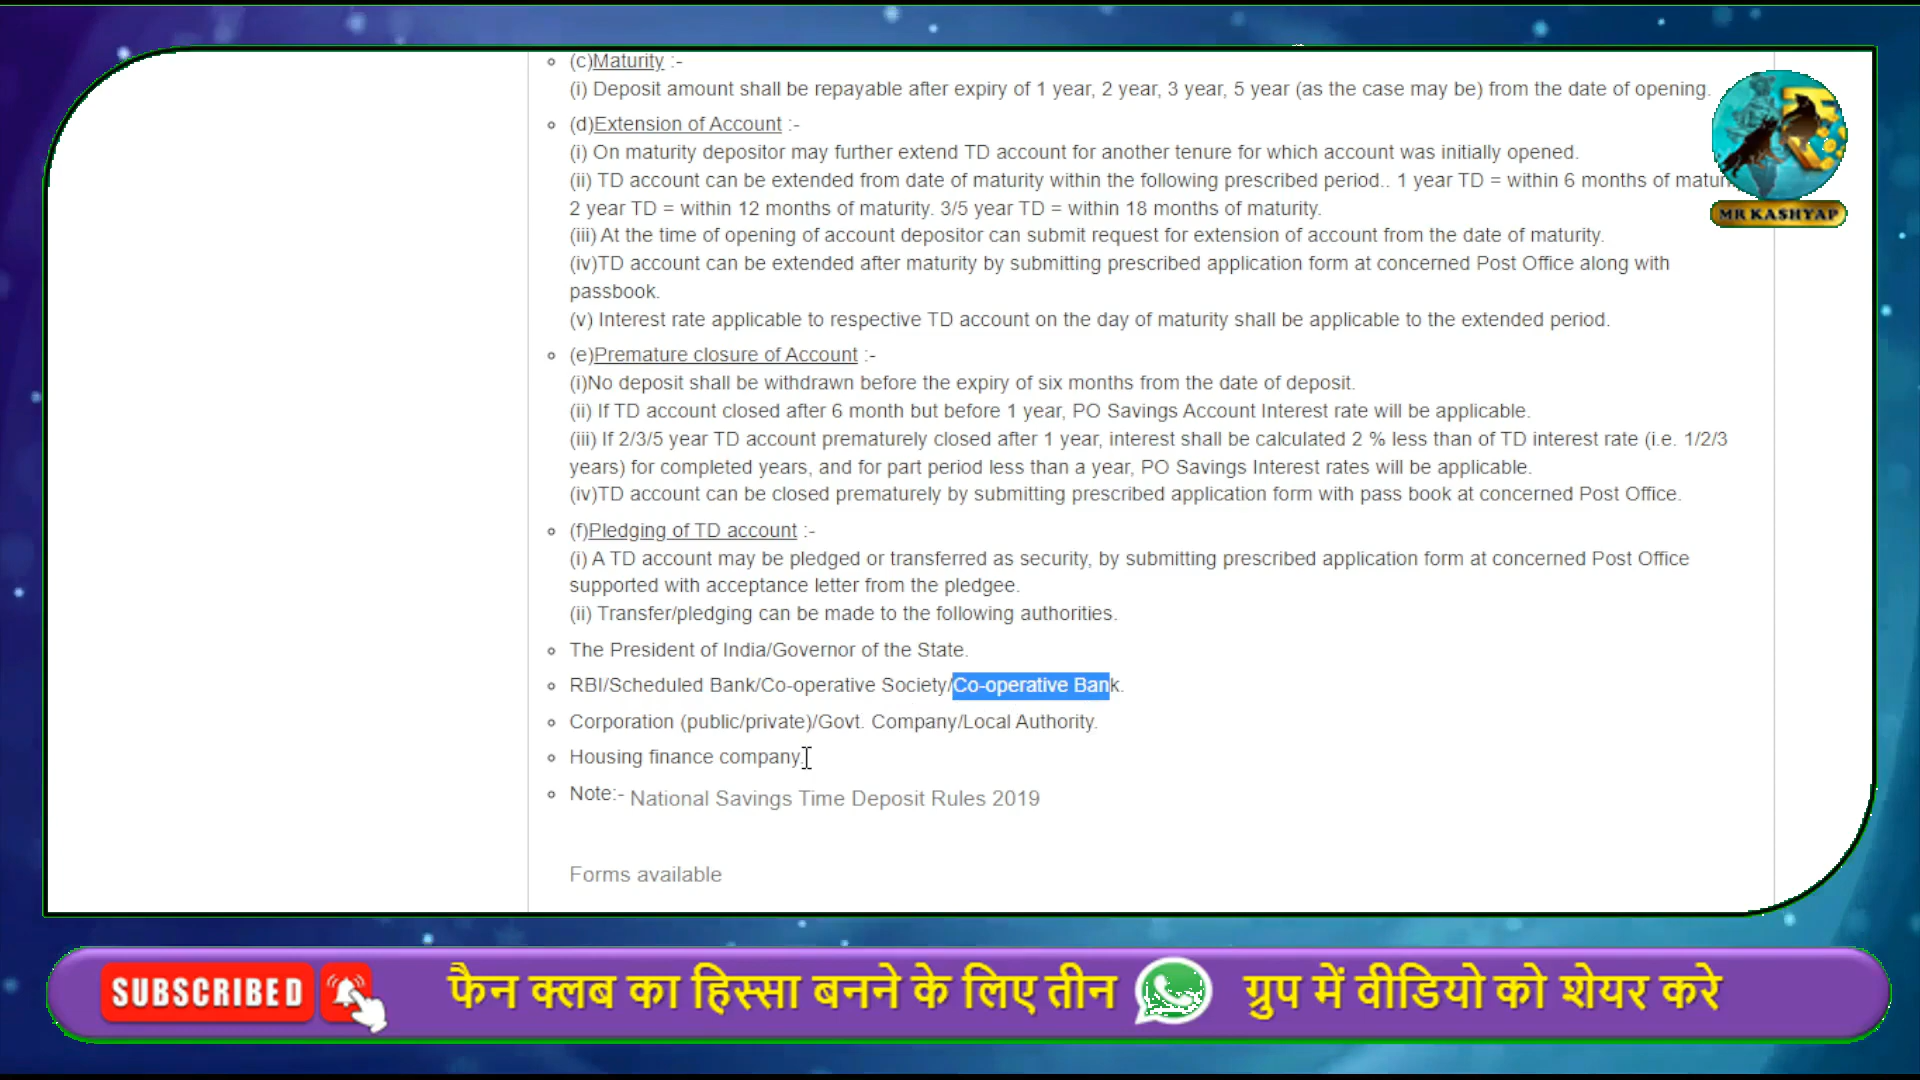 (c)Maturity :-
(i) Deposit amount shall be repayable after expiry of 1 year, 2 year, 3 year, 5 year (as the case may be) from the date of opening.
(d)Extension of Account :-
(i) On maturity depositor may further extend TD account for another tenure for which account was initially opened.
(ii) TD account can be extended from date of maturity within the following prescribed period.. 1 year TD = within 6 months of
2 year TD = within 12 months of maturity. 3/5 year TD = within 18 months of maturity.
(iii) At the time of opening of account depositor can submit request for extension of account from the date of maturity.
(iv)TD account can be extended after maturity by submitting prescribed application form at concerned Post Office along with
passbook.
(v) Interest rate applicable to respective TD account on the day of maturity shall be applicable to the extended period.
(e)Premature closure of Account :-
(i)No deposit shall be withdrawn before the expiry of six months from the date of deposit.
(ii) If TD account closed after 6 month but before 1 year, PO Savings Account Interest rate will be applicable.
(iii) If 2/3/5 year TD account prematurely closed after 1 year, interest shall be calculated 2 % less than of TD interest rate (i.e. 1/2/3
years) for completed years, and for part period less than a year, PO Savings Interest rates will be applicable.
(iv)TD account can be closed prematurely by submitting prescribed application form with pass book at concerned Post Office.
(f)Pledging of TD account :-
(i) A TD account may be pledged or transferred as security, by submitting prescribed application form at concerned Post Office
supported with acceptance letter from the pledgee.
(ii) Transfer/pledging can be made to the following authorities.
The President of India/Governor of the State.
RBI/Scheduled Bank/Co-operative Society/Co-operative Bank.
Corporation (public/private)/Govt. Company/Local Authority.
Housing finance company.
Note:- National Savings Time Deposit Rules 2019
Forms available
MR KASHYAP
SUBSCRIBED फैन क्लब का हिस्सा बनने के लिए तीन ग्रुप में वीडियो को शेयर करे